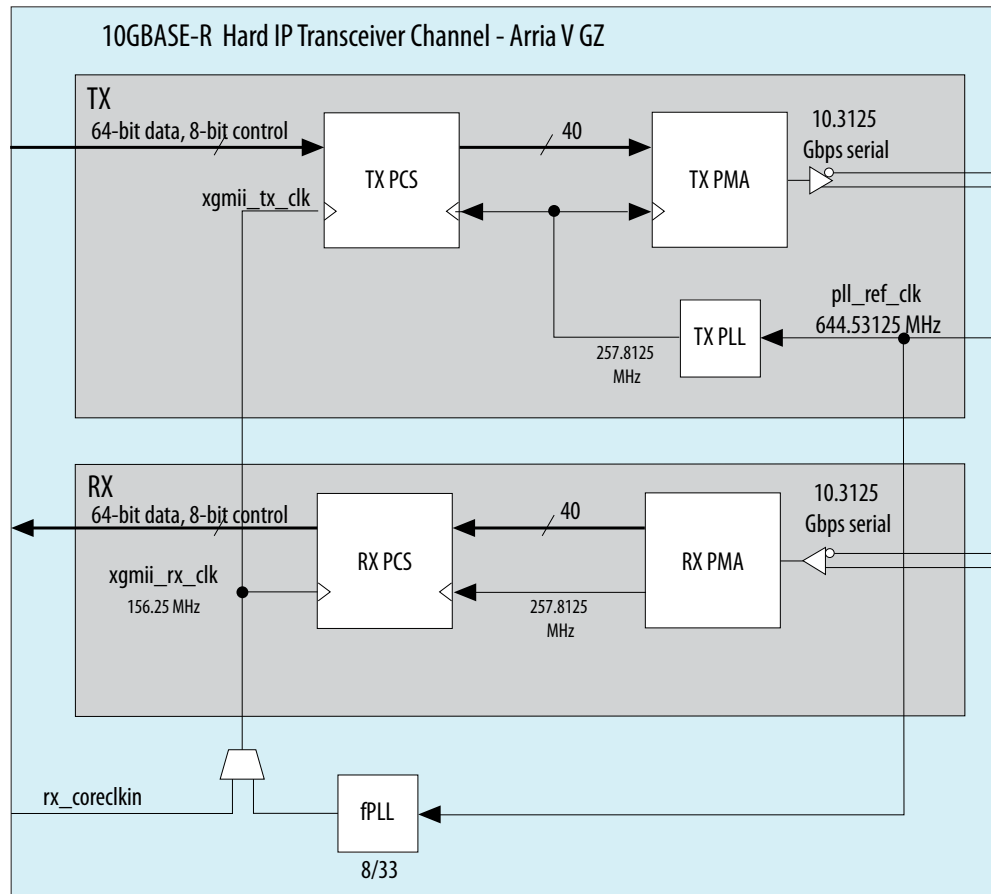 10GBASE-R Hard IP Transceiver Channel - Arria V GZ
TX
64-bit data, 8-bit control
40
10.3125
Gbps serial
TX PCS
TX PMA
xgmii_tx_clk
pll_ref_clk
644.53125 MHz
TX PLL
257.8125
MHz
RX
64-bit data, 8-bit control
40
10.3125
Gbps serial
RX PCS
RX PMA
xgmii_rx_clk
156.25 MHz
257.8125
MHz
rx_coreclkin
fPLL
8/33